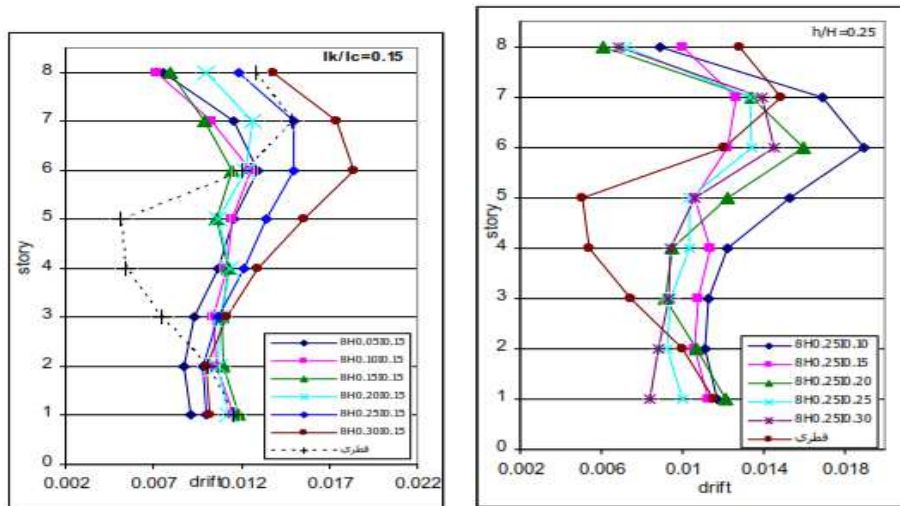 Ik/Ic=0.15
8
7
6
5
4
3
2
1
0
story
0.002
0.007
0.012
0.017
0.022
drift
8H0.05I0.15
8H0.10I0.15
8H0.15I0.15
8H0.20I0.15
8H0.25I0.15
8H0.30I0.15
قطری
h/H=0.25
8
7
6
5
4
3
2
1
0
story
0.002
0.006
0.01
0.014
0.018
drift
8H0.25I0.10
8H0.25I0.15
8H0.25I0.20
8H0.25I0.25
8H0.25I0.30
قطری